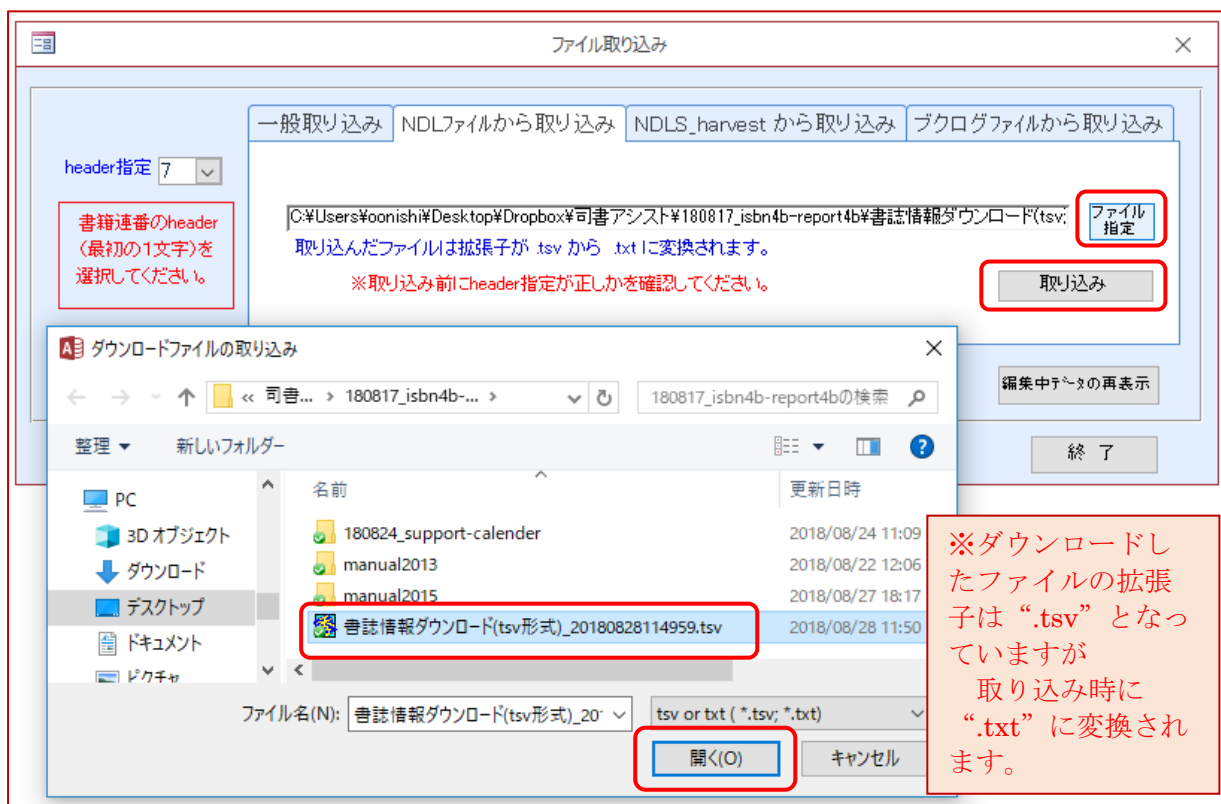 ファイル取り込み
一般取り込み NDLファイルから取り込み NDLS_harvest から取り込み ブクログファイルから取り込み
header指定 7
書籍連番のheader
(最初の1文字)を
選択してください。
C:¥Users¥oonishi¥Desktop¥Dropbox¥司書アシスト¥180817_isbn4b-report4b¥書誌情報ダウンロード(tsv;
ファイル
指定
取り込んだファイルは拡張子が .tsv から .txt に変換されます。
※取り込み前にheader指定が正しかを確認してください。
取り込み
編集中データの再表示
終 了
ダウンロードファイルの取り込み
« 司書... › 180817_isbn4b-... ›
180817_isbn4b-report4bの検索
整理 新しいフォルダー
PC
3D オブジェクト
ダウンロード
デスクトップ
ドキュメント
ピクチャ
名前 更新日時
180824_support-calender 2018/08/24 11:09
manual2013 2018/08/22 12:06
manual2015 2018/08/27 18:17
書誌情報ダウンロード(tsv形式)_20180828114959.tsv 2018/08/28 11:50
ファイル名(N): 書誌情報ダウンロード(tsv形式)_20 tsv or txt ( *.tsv; *.txt)
開く(O) キャンセル
※ダウンロードし
たファイルの拡張
子は“.tsv”となっ
ていますが
取り込み時に
“.txt”に変換され
ます。